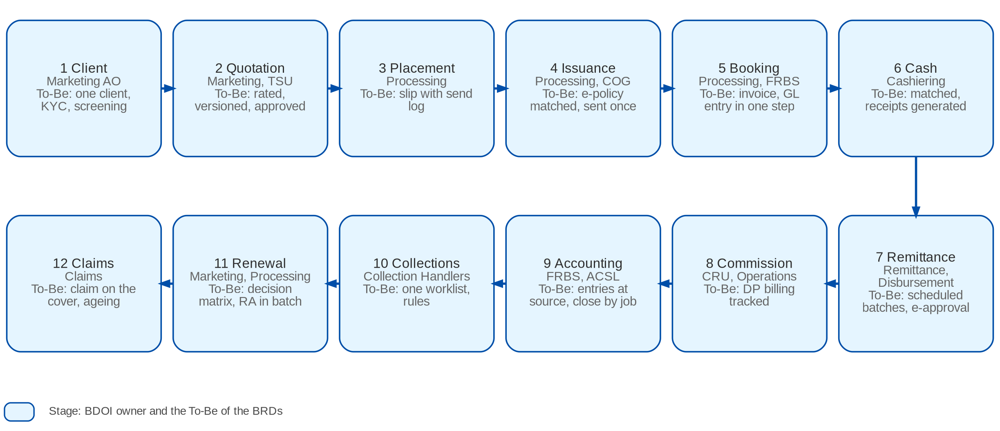 1 Client
Marketing AO
To-Be: one client,
KYC, screening
2 Quotation
Marketing, TSU
To-Be: rated,
versioned, approved
3 Placement
Processing
To-Be: slip with send
log
4 Issuance
Processing, COG
To-Be: e-policy
matched, sent once
5 Booking
Processing, FRBS
To-Be: invoice, GL
entry in one step
6 Cash
Cashiering
To-Be: matched,
receipts generated
7 Remittance
Remittance,
Disbursement
To-Be: scheduled
batches, e-approval
8 Commission
CRU, Operations
To-Be: DP billing
tracked
9 Accounting
FRBS, ACSL
To-Be: entries at
source, close by job
10 Collections
Collection Handlers
To-Be: one worklist,
rules
11 Renewal
Marketing, Processing
To-Be: decision
matrix, RA in batch
12 Claims
Claims
To-Be: claim on the
cover, ageing
Stage: BDOI owner and the To-Be of the BRDs